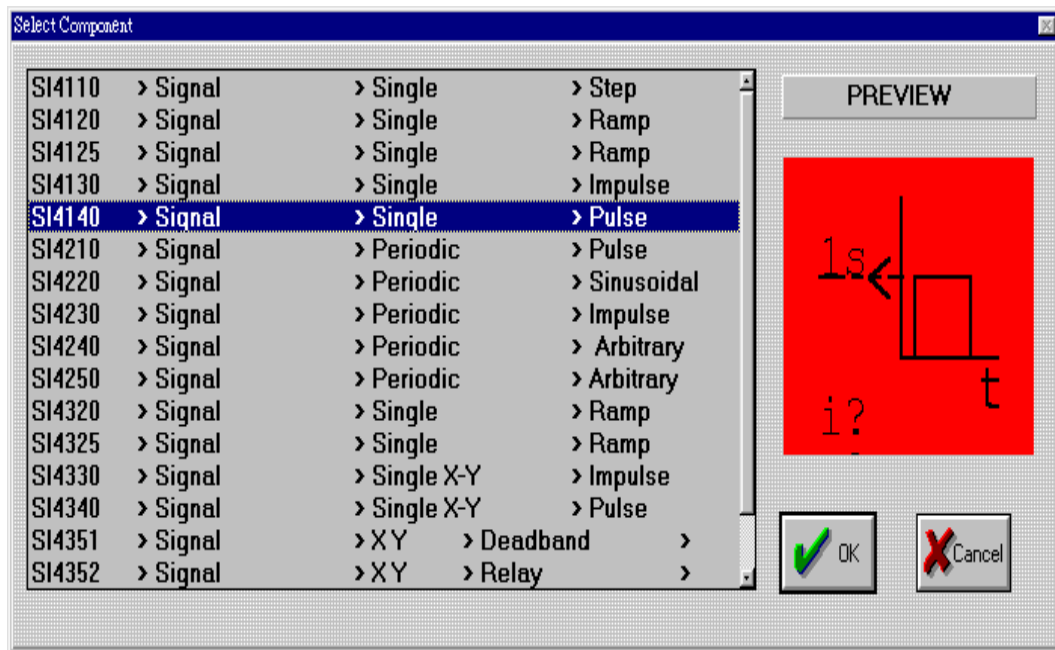 Select Component
SI4110 > Signal > Single > Step
SI4120 > Signal > Single > Ramp
SI4125 > Signal > Single > Ramp
SI4130 > Signal > Single > Impulse
SI4140 > Signal > Single > Pulse
SI4210 > Signal > Periodic > Pulse
SI4220 > Signal > Periodic > Sinusoidal
SI4230 > Signal > Periodic > Impulse
SI4240 > Signal > Periodic > Arbitrary
SI4250 > Signal > Periodic > Arbitrary
SI4320 > Signal > Single > Ramp
SI4325 > Signal > Single > Ramp
SI4330 > Signal > Single X-Y > Impulse
SI4340 > Signal > Single X-Y > Pulse
SI4351 > Signal > X Y > Deadband >
SI4352 > Signal > X Y > Relay >
PREVIEW
1s
t
i?
OK
Cancel